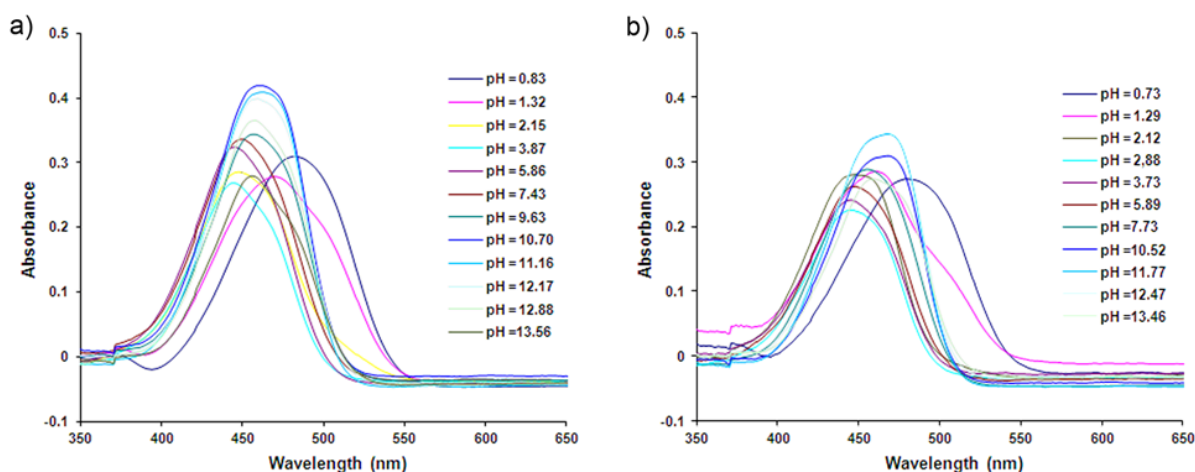 a)
0.5
0.4
0.3
0.2
0.1
0
-0.1
Absorbance
350 400 450 500 550 600 650
Wavelength (nm)
pH = 0.83
pH = 1.32
pH = 2.15
pH = 3.87
pH = 5.86
pH = 7.43
pH = 9.63
pH = 10.70
pH = 11.16
pH = 12.17
pH = 12.88
pH = 13.56
b)
0.5
0.4
0.3
0.2
0.1
0
-0.1
Absorbance
350 400 450 500 550 600 650
Wavelength (nm)
pH = 0.73
pH = 1.29
pH = 2.12
pH = 2.88
pH = 3.73
pH = 5.89
pH = 7.73
pH = 10.52
pH = 11.77
pH = 12.47
pH = 13.46